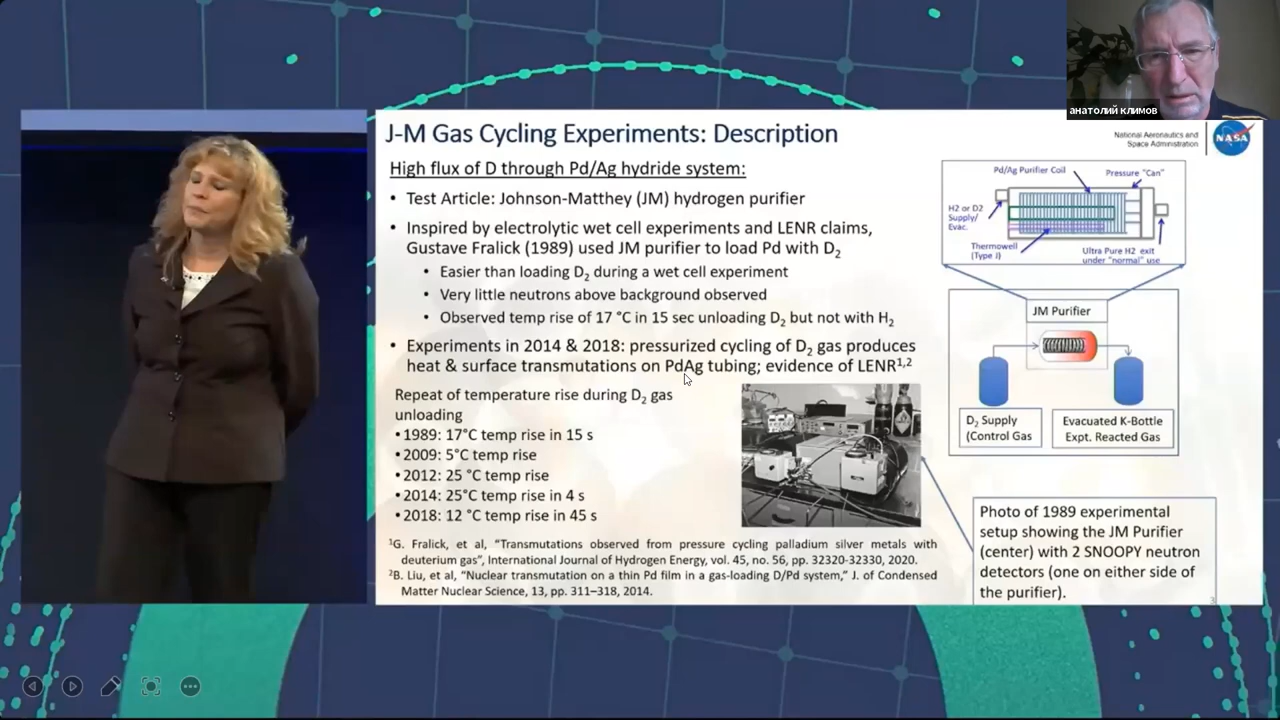 анатолий климов
J-M Gas Cycling Experiments: Description
National Aeronautics and
Space Administration
NASA
High flux of D through Pd/Ag hydride system:
• Test Article: Johnson-Matthey (JM) hydrogen purifier
• Inspired by electrolytic wet cell experiments and LENR claims,
Gustave Fralick (1989) used JM purifier to load Pd with D₂
• Easier than loading D₂ during a wet cell experiment
• Very little neutrons above background observed
• Observed temp rise of 17 °C in 15 sec unloading D₂ but not with H₂
• Experiments in 2014 & 2018: pressurized cycling of D₂ gas produces
heat & surface transmutations on PdAg tubing; evidence of LENR¹,²
Repeat of temperature rise during D₂ gas
unloading
• 1989: 17°C temp rise in 15 s
• 2009: 5°C temp rise
• 2012: 25 °C temp rise
• 2014: 25°C temp rise in 4 s
• 2018: 12 °C temp rise in 45 s
¹G. Fralick, et al, “Transmutations observed from pressure cycling palladium silver metals with
deuterium gas”, International Journal of Hydrogen Energy, vol. 45, no. 56, pp. 32320-32330, 2020.
²B. Liu, et al, “Nuclear transmutation on a thin Pd film in a gas-loading D/Pd system,” J. of Condensed
Matter Nuclear Science, 13, pp. 311–318, 2014.
Pd/Ag Purifier Coil
Pressure “Can”
H2 or D2
Supply/
Evac.
Thermowell
(Type J)
Ultra Pure H2 exit
under “normal” use
JM Purifier
D₂ Supply
(Control Gas
Evacuated K-Bottle
Expt. Reacted Gas
Photo of 1989 experimental
setup showing the JM Purifier
(center) with 2 SNOOPY neutron
detectors (one on either side of
the purifier).
3